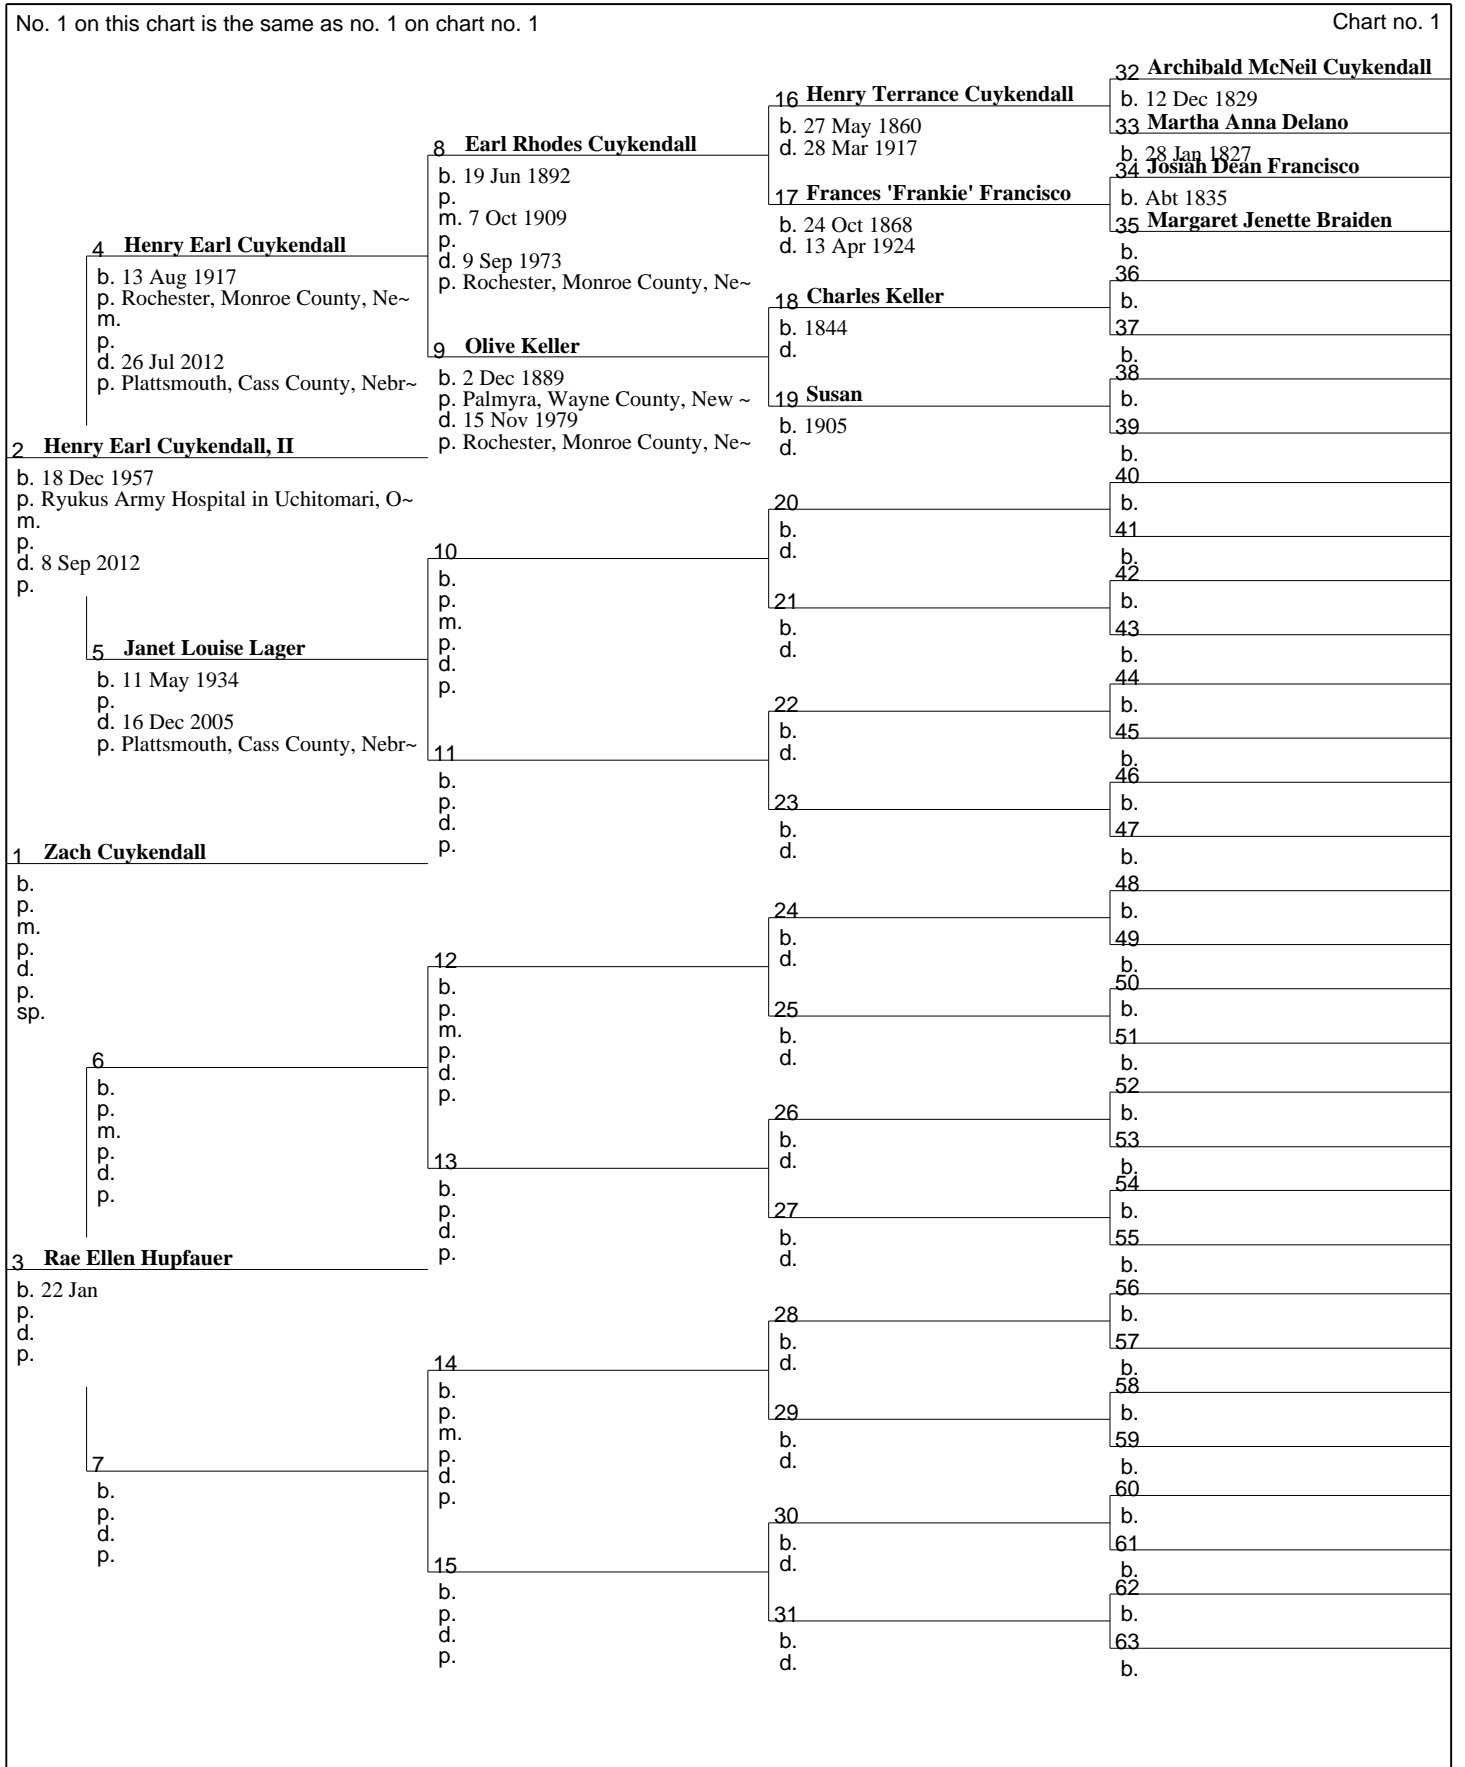 No. 1 on this chart is the same as no. 1 on chart no. 1
Chart no. 1
1 Zach Cuykendall
b.
p.
m.
p.
d.
p.
sp.
2 Henry Earl Cuykendall, II
b. 18 Dec 1957
p. Ryukus Army Hospital in Uchitomari, O~
m.
p.
d. 8 Sep 2012
p.
3 Rae Ellen Hupfauer
b. 22 Jan
p.
d.
p.
4 Henry Earl Cuykendall
b. 13 Aug 1917
p. Rochester, Monroe County, Ne~
m.
p.
d. 26 Jul 2012
p. Plattsmouth, Cass County, Nebr~
5 Janet Louise Lager
b. 11 May 1934
p.
d. 16 Dec 2005
p. Plattsmouth, Cass County, Nebr~
6
b.
p.
m.
p.
d.
p.
7
b.
p.
d.
p.
8 Earl Rhodes Cuykendall
b. 19 Jun 1892
p.
m. 7 Oct 1909
p.
d. 9 Sep 1973
p. Rochester, Monroe County, Ne~
9 Olive Keller
b. 2 Dec 1889
p. Palmyra, Wayne County, New ~
d. 15 Nov 1979
p. Rochester, Monroe County, Ne~
10
b.
p.
m.
p.
d.
p.
11
b.
p.
d.
p.
12
b.
p.
m.
p.
d.
p.
13
b.
p.
d.
p.
14
b.
p.
m.
p.
d.
p.
15
b.
p.
d.
p.
16 Henry Terrance Cuykendall
b. 27 May 1860
d. 28 Mar 1917
17 Frances 'Frankie' Francisco
b. 24 Oct 1868
d. 13 Apr 1924
18 Charles Keller
b. 1844
d.
19 Susan
b. 1905
d.
20
b.
d.
21
b.
d.
22
b.
d.
23
b.
d.
24
b.
d.
25
b.
d.
26
b.
d.
27
b.
d.
28
b.
d.
29
b.
d.
30
b.
d.
31
b.
d.
32 Archibald McNeil Cuykendall
b. 12 Dec 1829
33 Martha Anna Delano
b. 28 Jan 1827
34 Josiah Dean Francisco
b. Abt 1835
35 Margaret Jenette Braiden
b.
36
b.
37
b.
38
b.
39
b.
40
b.
41
b.
42
b.
43
b.
44
b.
45
b.
46
b.
47
b.
48
b.
49
b.
50
b.
51
b.
52
b.
53
b.
54
b.
55
b.
56
b.
57
b.
58
b.
59
b.
60
b.
61
b.
62
b.
63
b.